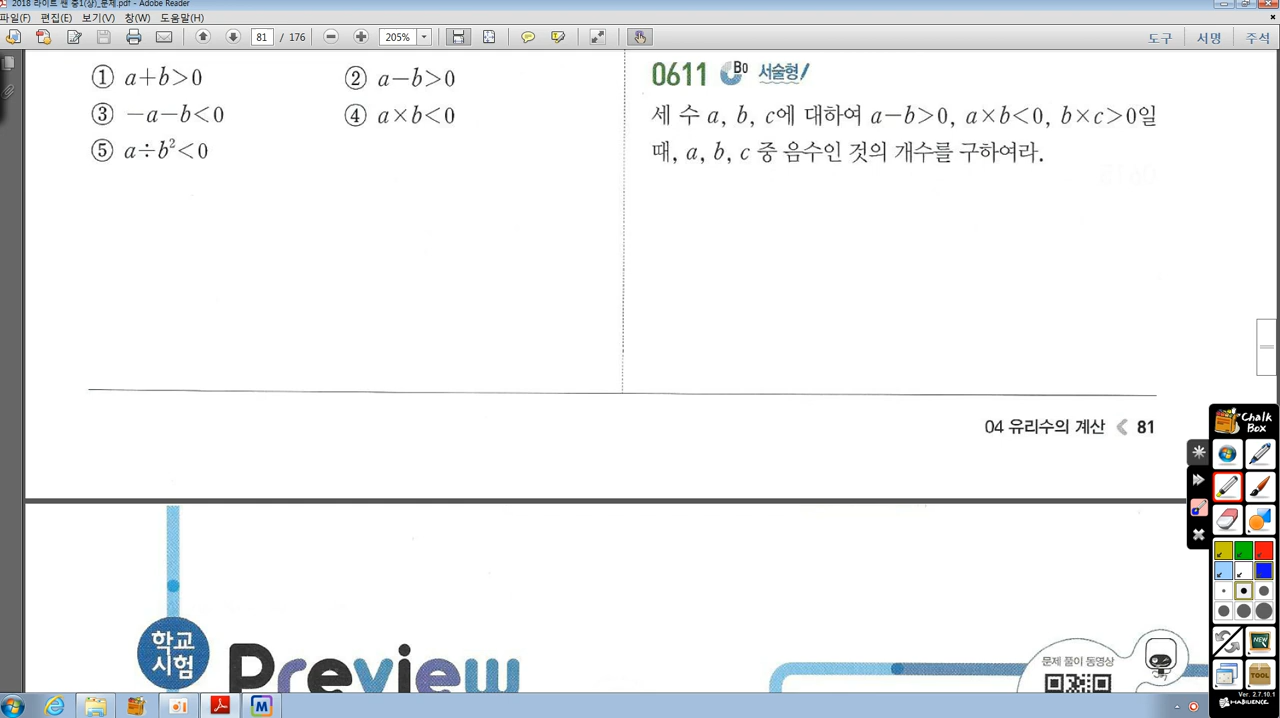 2018 라이트 쎈 중1(상)_문제.pdf - Adobe Reader
파일(F) 편집(E) 보기(V) 창(W) 도움말(H)
81 / 176 205% 도구 서명 주석
① a+b>0 ② a-b>0
③ -a-b<0 ④ a×b<0
⑤ a÷b²<0
0611 B0 서술형
세 수 a, b, c에 대하여 a-b>0, a×b<0, b×c>0일
때, a, b, c 중 음수인 것의 개수를 구하여라.
04 유리수의 계산 81
Chalk
Box
NEW
TOOL
Ver. 2.7.10.1
HABILIENCE
학교
시험
Preview
문제 풀이 동영상